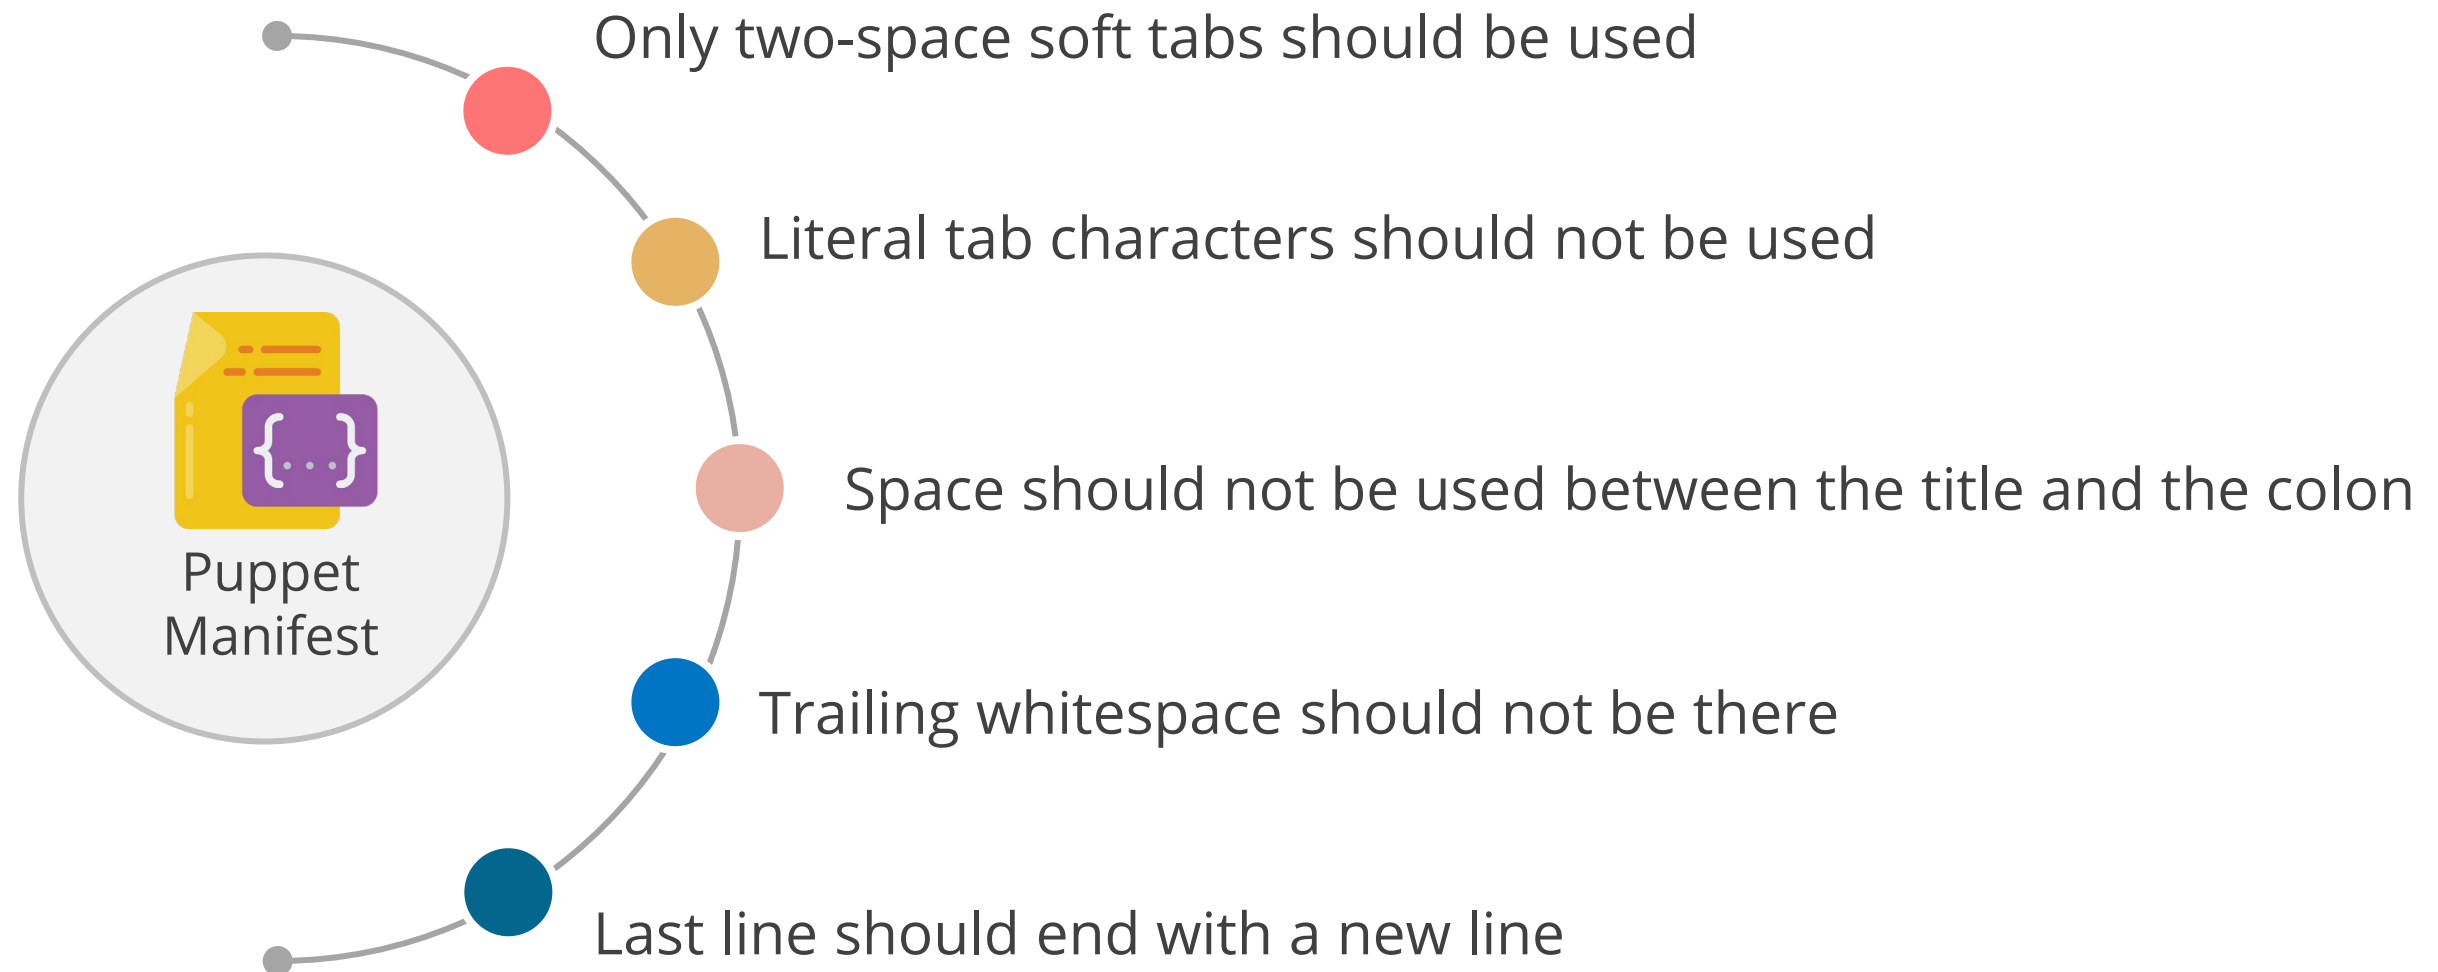 Only two-space soft tabs should be used
Literal tab characters should not be used
Space should not be used between the title and the colon
{...}
Puppet
Manifest
Trailing whitespace should not be there
Last line should end with a new line